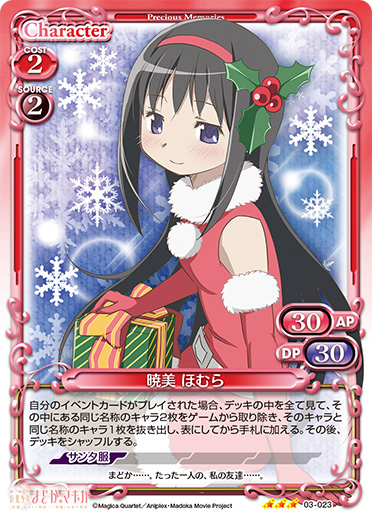 Precious Memories
Character
COST
2
SOURCE
2
30 AP
DP 30
暁美 ほむら
自分のイベントカードがプレイされた場合、デッキの中を全て見て、そ
の中にある同じ名称のキャラ2枚をゲームから取り除き、そのキャラと
同じ名称のキャラ1枚を抜き出し、表にしてから手札に加える。その後、
デッキをシャッフルする。
サンタ服
まどか……。たった一人の、私の友達……。
©Magica Quartet／Aniplex・Madoka Movie Project
03-023